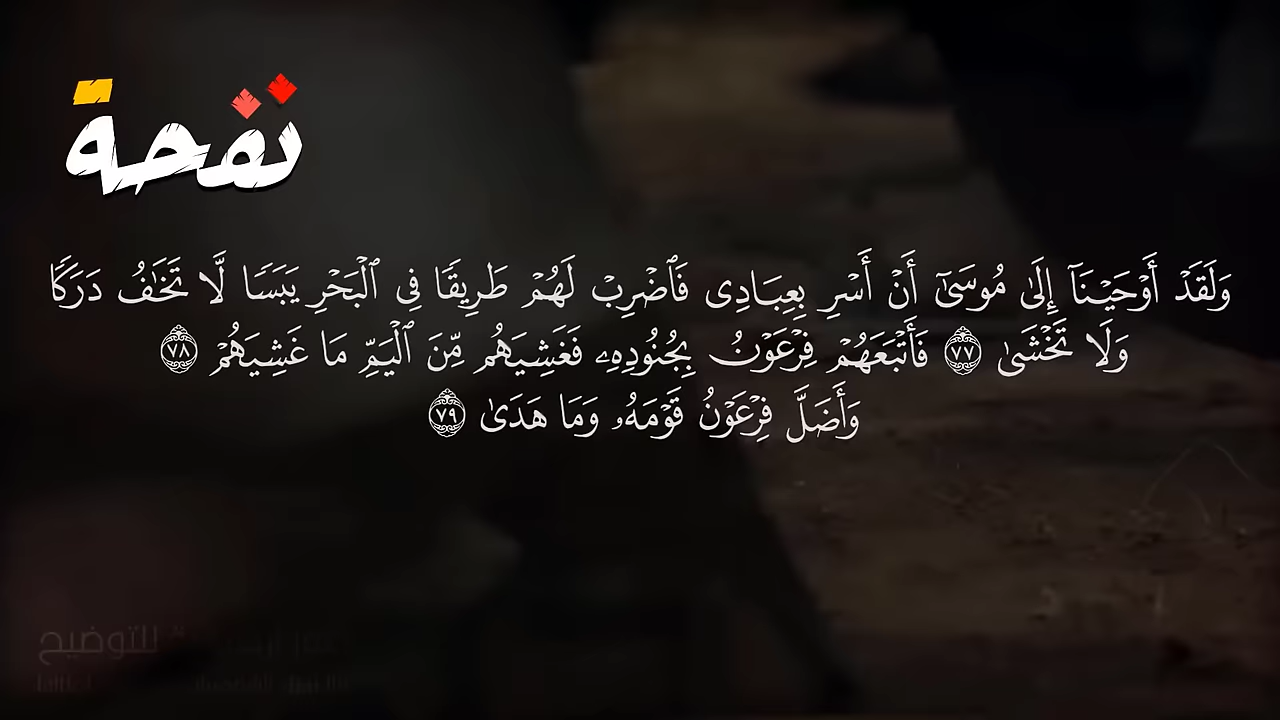 نفحة
وَلَقَدْ أَوْحَيْنَآ إِلَىٰ مُوسَىٰٓ أَنْ أَسْرِ بِعِبَادِى فَٱضْرِبْ لَهُمْ طَرِيقًا فِى ٱلْبَحْرِ يَبَسًا لَّا تَخَٰفُ دَرَكًا
وَلَا تَخْشَىٰ ٧٧ فَأَتْبَعَهُمْ فِرْعَوْنُ بِجُنُودِهِۦ فَغَشِيَهُم مِّنَ ٱلْيَمِّ مَا غَشِيَهُمْ ٧٨
وَأَضَلَّ فِرْعَوْنُ قَوْمَهُۥ وَمَا هَدَىٰ ٧٩
للتوضيح